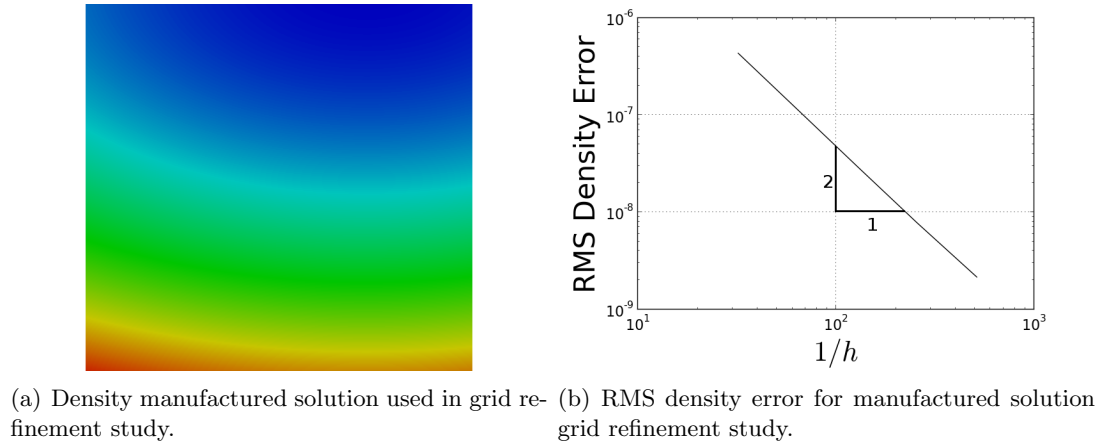 10^-6
10^-7
10^-8
10^-9
RMS Density Error
2
1
10^1
10^2
10^3
1/h
(a) Density manufactured solution used in grid re-
finement study.
(b) RMS density error for manufactured solution
grid refinement study.